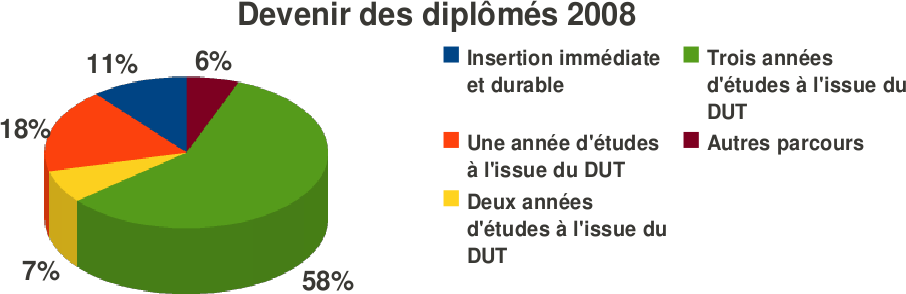 Devenir des diplômés 2008
11%
6%
18%
7%
58%
Insertion immédiate
et durable
Trois années
d'études à l'issue du
DUT
Une année d'études
à l'issue du DUT
Autres parcours
Deux années
d'études à l'issue du
DUT